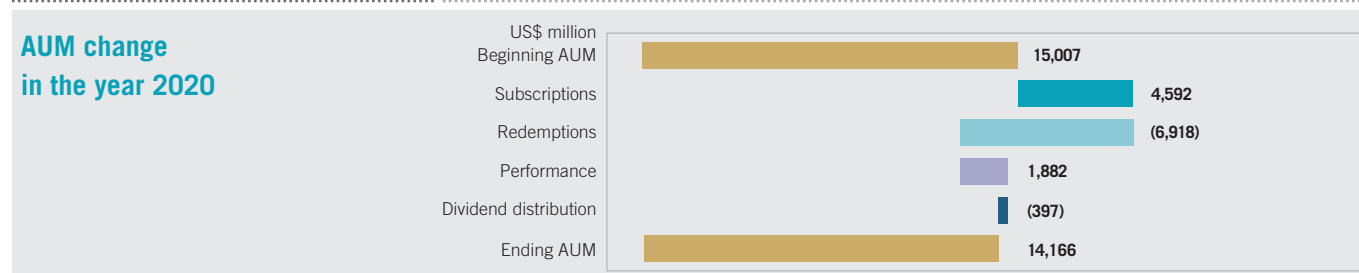 AUM change
in the year 2020
US$ million
Beginning AUM 15,007
Subscriptions 4,592
Redemptions (6,918)
Performance 1,882
Dividend distribution (397)
Ending AUM 14,166